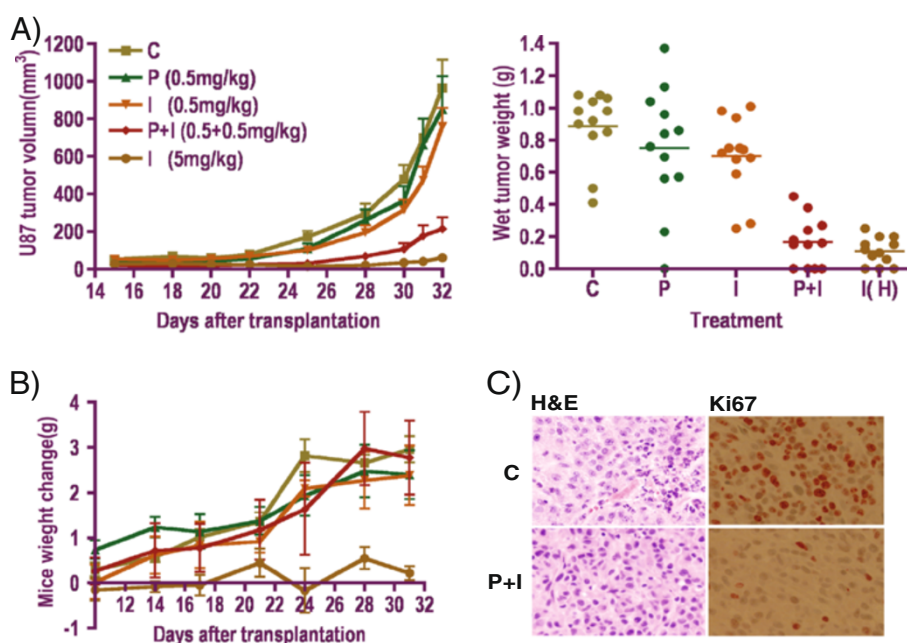 A)
1200
1000
800
600
400
200
0
U87 tumor volumn(mm³)
C
P (0.5mg/kg)
I (0.5mg/kg)
P+I (0.5+0.5mg/kg)
I (5mg/kg)
14 16 18 20 22 24 26 28 30 32
Days after transplantation
1.4
1.2
1.0
0.8
0.6
0.4
0.2
0.0
Wet tumor weight (g)
C P I P+I I( H)
Treatment
B)
4
3
2
1
0
-1
Mice wieght change(g)
12 14 16 18 20 22 24 26 28 30 32
Days after transplantation
C)
H&E Ki67
C
P+I